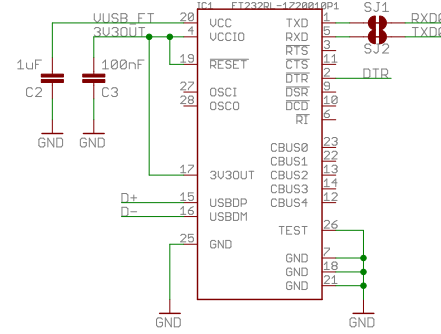 IC1 FT232RL-1Z20010P1 SJ1
VUSB_FT 20 VCC TXD 1 RXD0
3V3OUT 4 VCCIO RXD 5 TXD0
RTS 3 SJ2
1uF 100nF 19 RESET CTS 11
DTR 2 DTR
C2 C3 27 OSCI DSR 9
28 OSCO DCD 10
RI 6
GND GND
CBUS0 23
CBUS1 22
17 3V3OUT CBUS2 13
CBUS3 14
D+ 15 USBDP CBUS4 12
D- 16 USBDM
TEST 26
25 GND
GND 7
GND 18
GND 21
GND GND